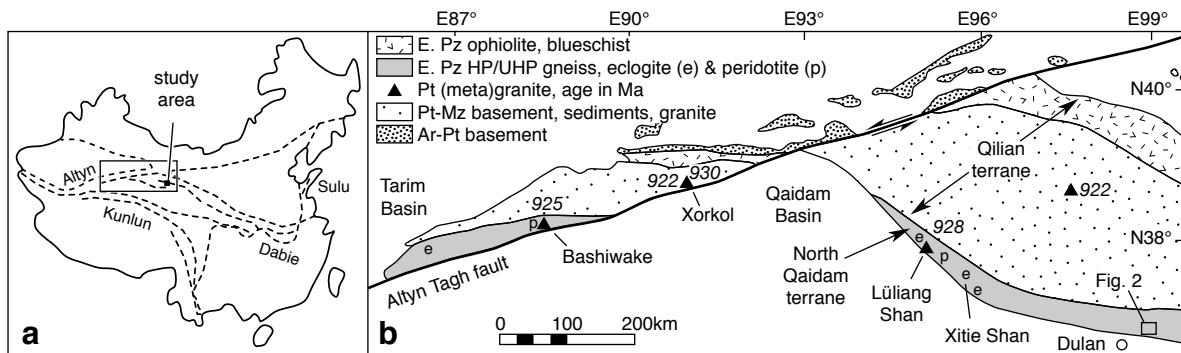 E87°
E90°
E93°
E96°
E99°
study
area
Altyn
Kunlun
Sulu
Dabie
a
E. Pz ophiolite, blueschist
E. Pz HP/UHP gneiss, eclogite (e) & peridotite (p)
Pt (meta)granite, age in Ma
Pt-Mz basement, sediments, granite
Ar-Pt basement
N40°
Qilian
terrane
Tarim
Basin
922
930
Xorkol
Qaidam
Basin
922
925
p
e
Bashiwake
Altyn Tagh fault
N38°
928
e
p
e
e
North
Qaidam
terrane
Lüliang
Shan
Xitie Shan
Fig. 2
Dulan
b
0
100
200km